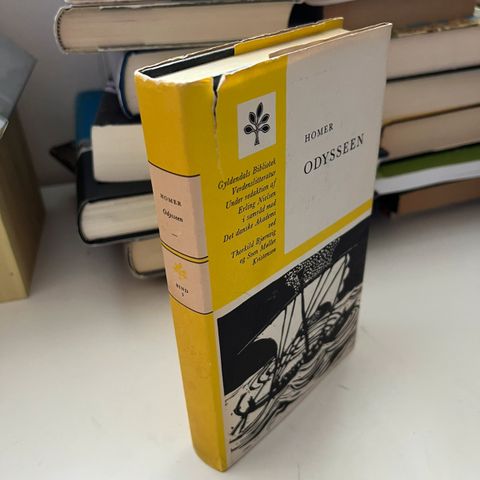 HOMER
Odysseen
BIND
1
Gyldendals Bibliotek
Verdenslitteratur
Under redaktion af
Erling Nielsen
i samråd med
Det danske Akademi
ved
Thorkild Bjørnvig
og Sven Møller
Kristensen
HOMER
ODYSSEEN